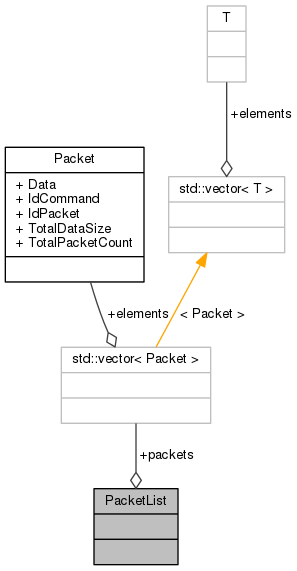 T
+elements
Packet
+ Data
+ IdCommand
+ IdPacket
+ TotalDataSize
+ TotalPacketCount
std::vector< T >
+elements
< Packet >
std::vector< Packet >
+packets
PacketList